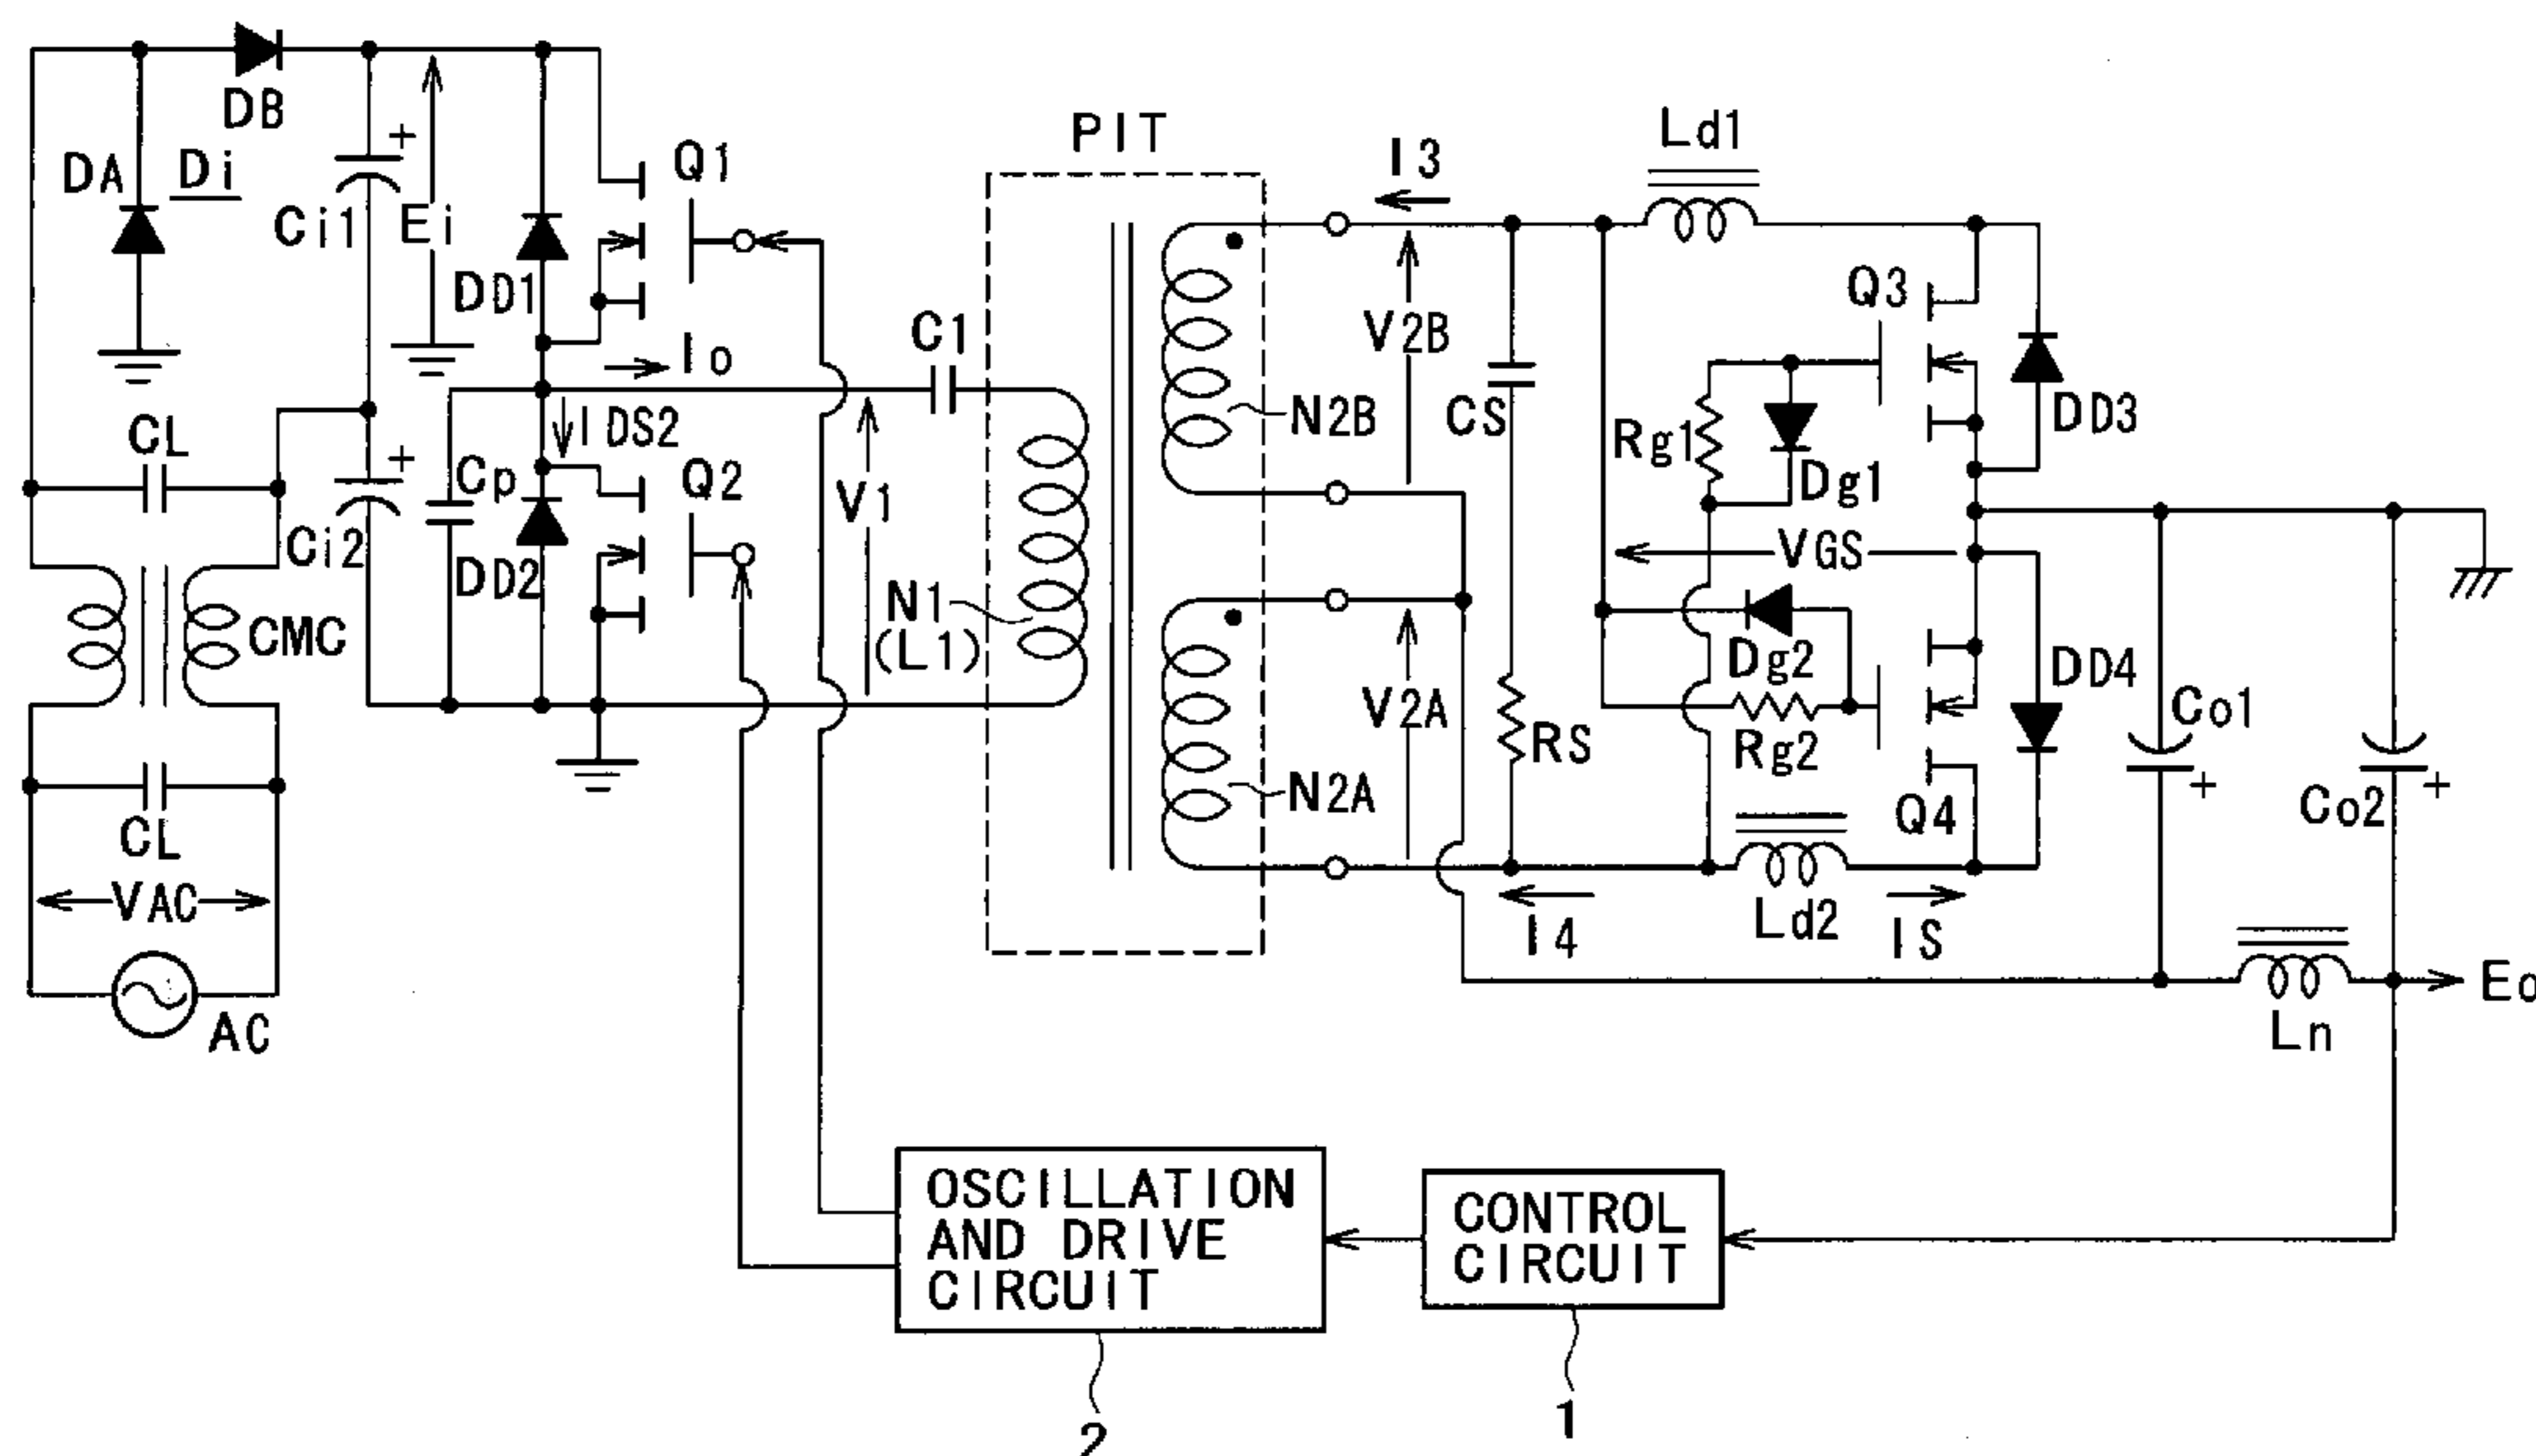 DB
DA
Di
Ci1
Ei
Q1
DD1
Io
C1
PIT
I3
Ld1
V2B
N2B
CS
Q3
Rg1
Dg1
DD3
CL
Cp
IDS2
Q2
V1
Ci2
DD2
CMC
N1
(L1)
VGS
Dg2
Rg2
DD4
V2A
N2A
RS
Q4
Co1
+
+
+
+
Co2
CL
VAC
AC
I4
Ld2
IS
Ln
Eo
OSCILLATION
AND DRIVE
CIRCUIT
CONTROL
CIRCUIT
2
1